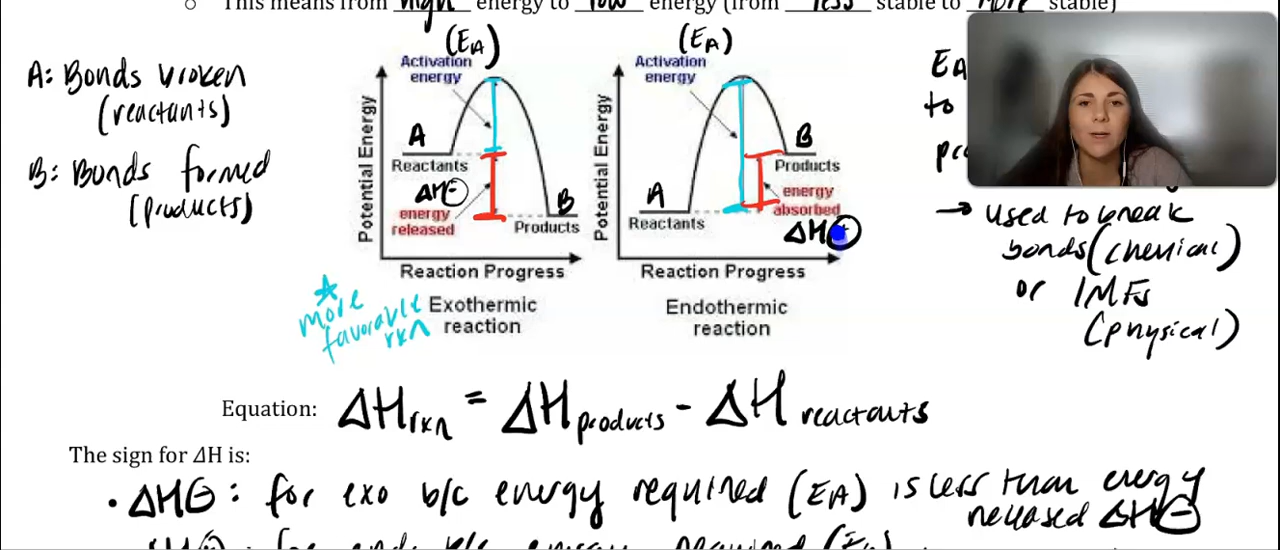 ○ This means from high energy to low energy (from less stable to more stable)
A: Bonds broken
(reactants)
B: Bonds formed
(products)
(EA)
Activation
energy
Potential Energy
A
Reactants
ΔH⊖
energy
released
B
Products
Reaction Progress
Exothermic
reaction
* more
favorable
rxn
(EA)
Activation
energy
Potential Energy
A
Reactants
B
Products
energy
absorbed
ΔH
Reaction Progress
Endothermic
reaction
EA
to
→ used to break
bonds (chemical)
or IMFs
(physical)
Equation: ΔHrxn = ΔHproducts - ΔHreactants
The sign for ΔH is:
• ΔH⊖: for exo b/c energy required (EA) is less than energy
released ΔH⊖